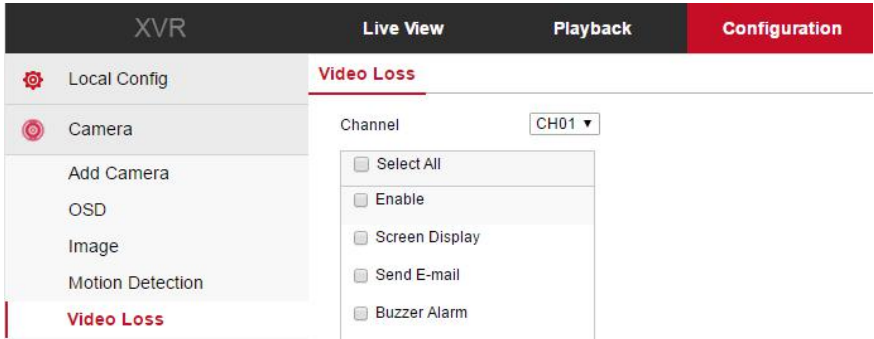 XVR Live View Playback Configuration
Local Config
Camera
Add Camera
OSD
Image
Motion Detection
Video Loss
Video Loss
Channel CH01
Select All
Enable
Screen Display
Send E-mail
Buzzer Alarm